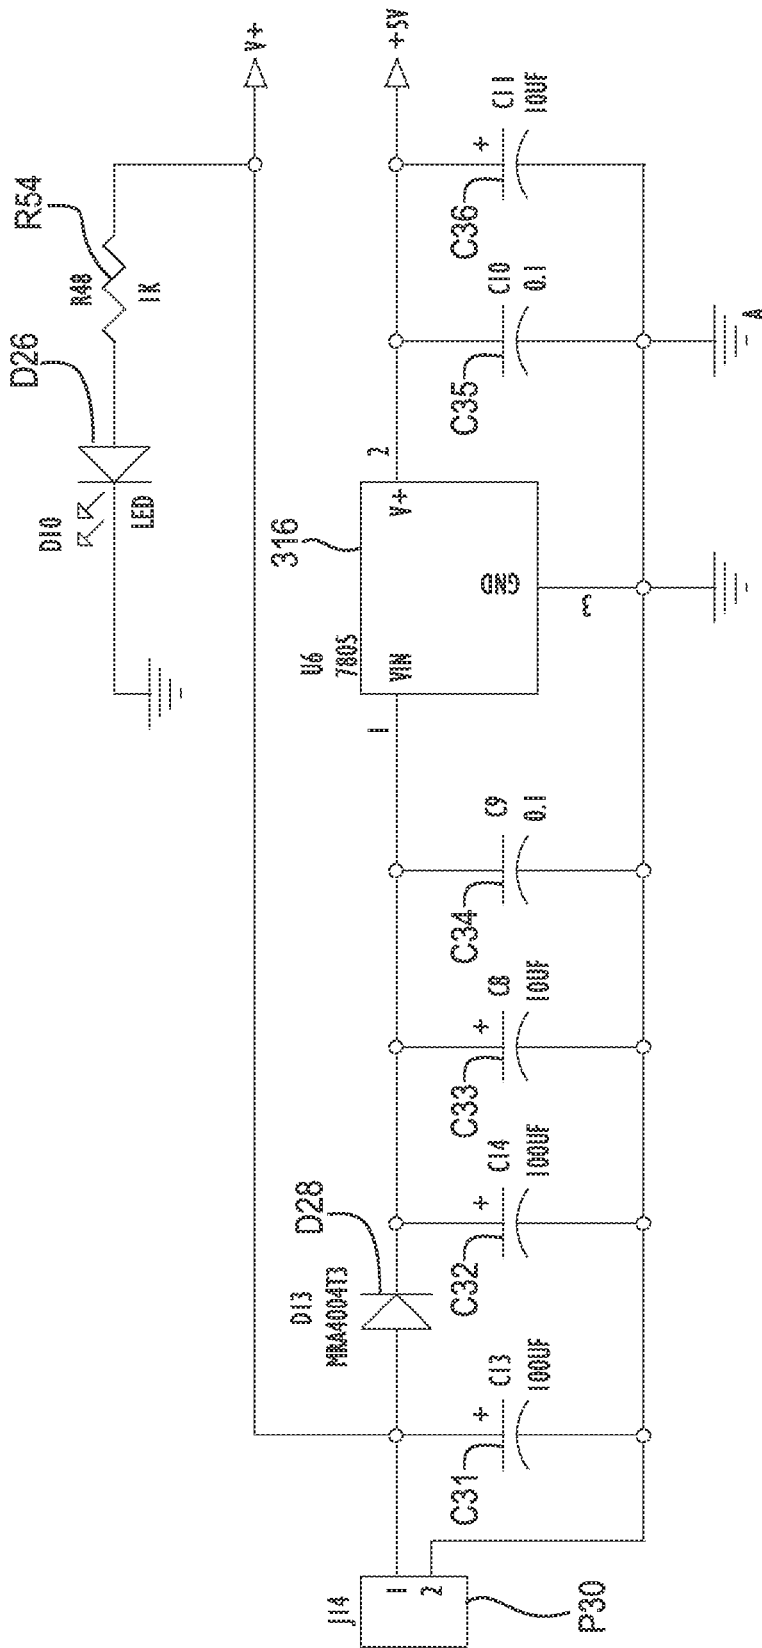 R54
R48
1K
D26
D10
LED
V+
J14
1
2
P30
C13
100UF
+
C31
D13
MRA4004T3
D28
C14
100UF
+
C32
C8
10UF
+
C33
C9
0.1
C34
1
U6
7805
316
VIN
V+
GND
2
3
C10
0.1
C35
C11
10UF
+
C36
+5V
A